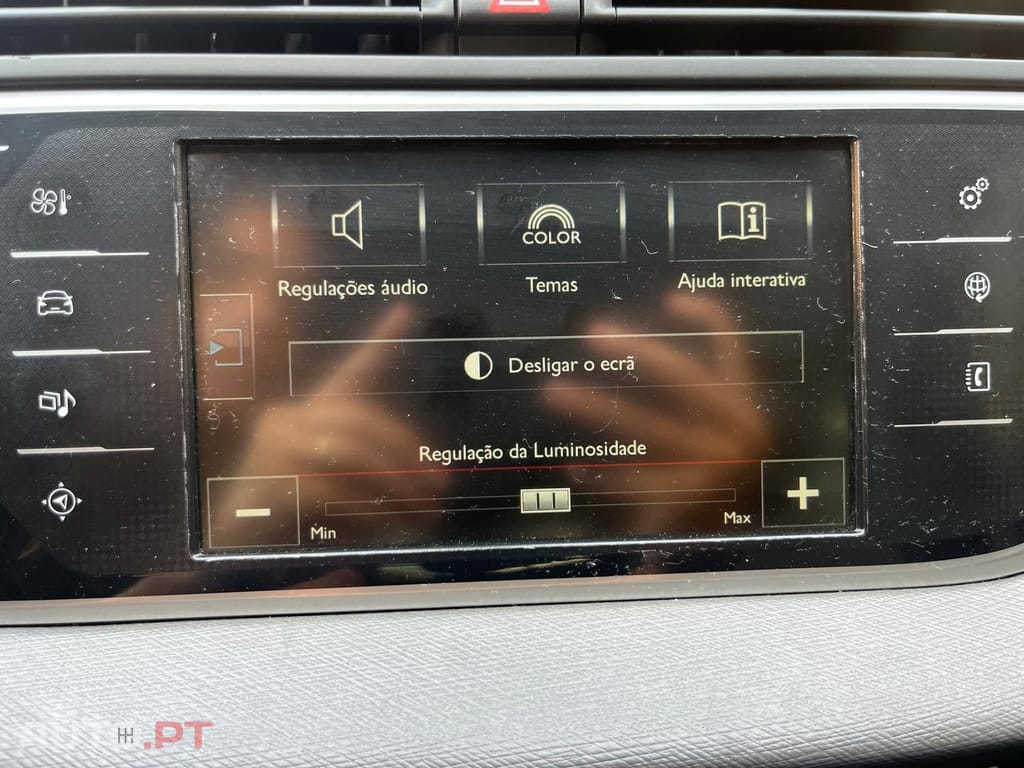 COLOR
Regulações áudio
Temas
Ajuda interativa
Desligar o ecrã
Regulação da Luminosidade
Min
Max
.PT